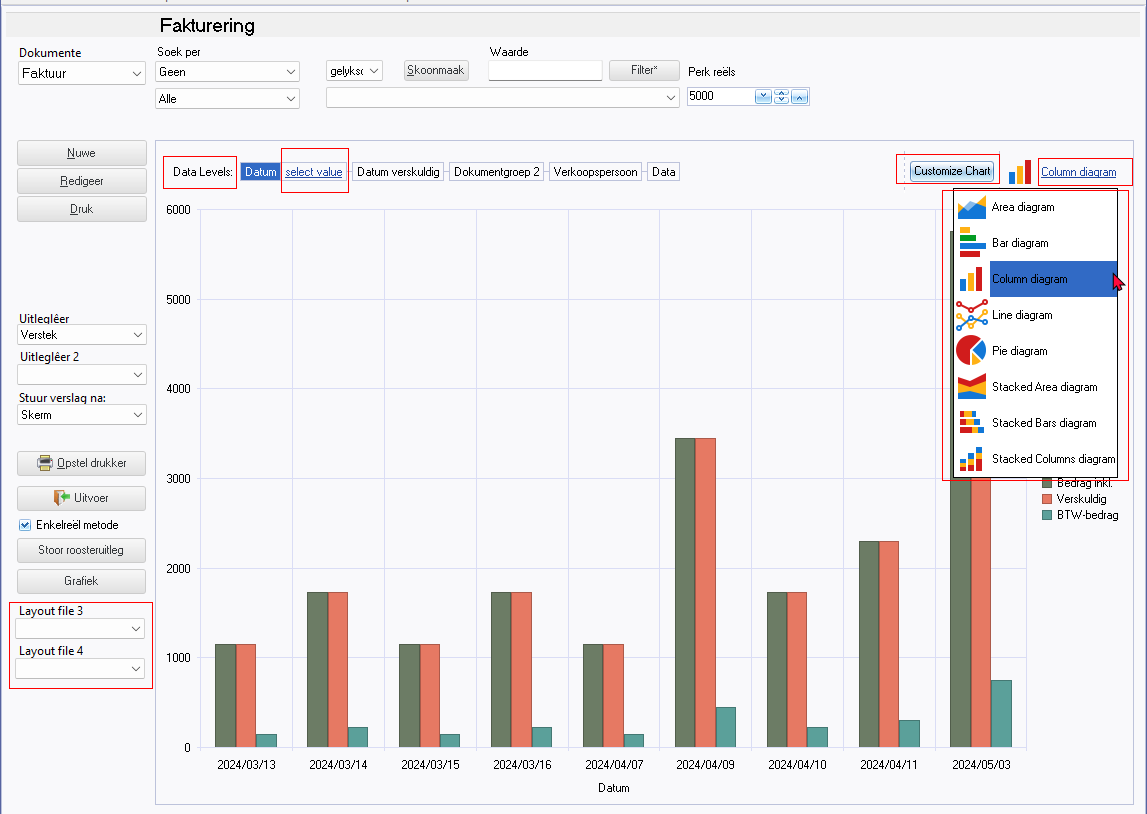 Fakturering
Dokumente
Faktuur
Soek per
Geen
Alle
gelyksc
Skoonmaak
Waarde
Filter*
Perk reëls
5000
Nuwe
Redigeer
Druk
Uitlegléer
Verstek
Uitlegléer 2
Stuur verslag na:
Skerm
Opstel drukker
Uitvoer
Enkelreël metode
Stoor roosteruitleg
Grafiek
Layout file 3
Layout file 4
Data Levels:
Datum
select value
Datum verskuldig
Dokumentgroep 2
Verkoopspersoon
Data
Customize Chart
Column diagram
Area diagram
Bar diagram
Column diagram
Line diagram
Pie diagram
Stacked Area diagram
Stacked Bars diagram
Stacked Columns diagram
Bedrag inkl.
Verskuldig
BTW-bedrag
6000
5000
4000
3000
2000
1000
0
2024/03/13
2024/03/14
2024/03/15
2024/03/16
2024/04/07
2024/04/09
2024/04/10
2024/04/11
2024/05/03
Datum